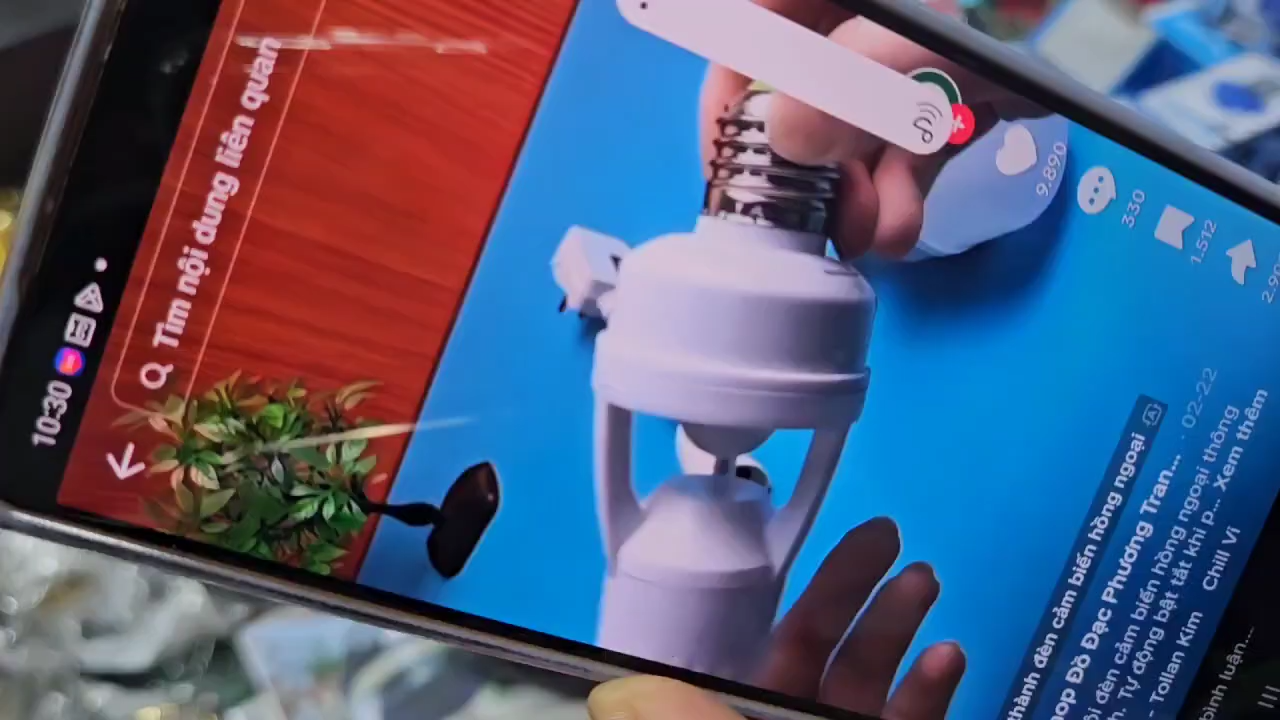 10:30
Tìm nội dung liên quan
9.890
330
1.512
thành đèn cảm biến hồng ngoại
Đồ Đạc Phương Tran... · 02-22
đèn cảm biến hồng ngoại thông
Tự động bật tắt khi p... Xem thêm
Tollan Kim Chill Vi
bình luận...